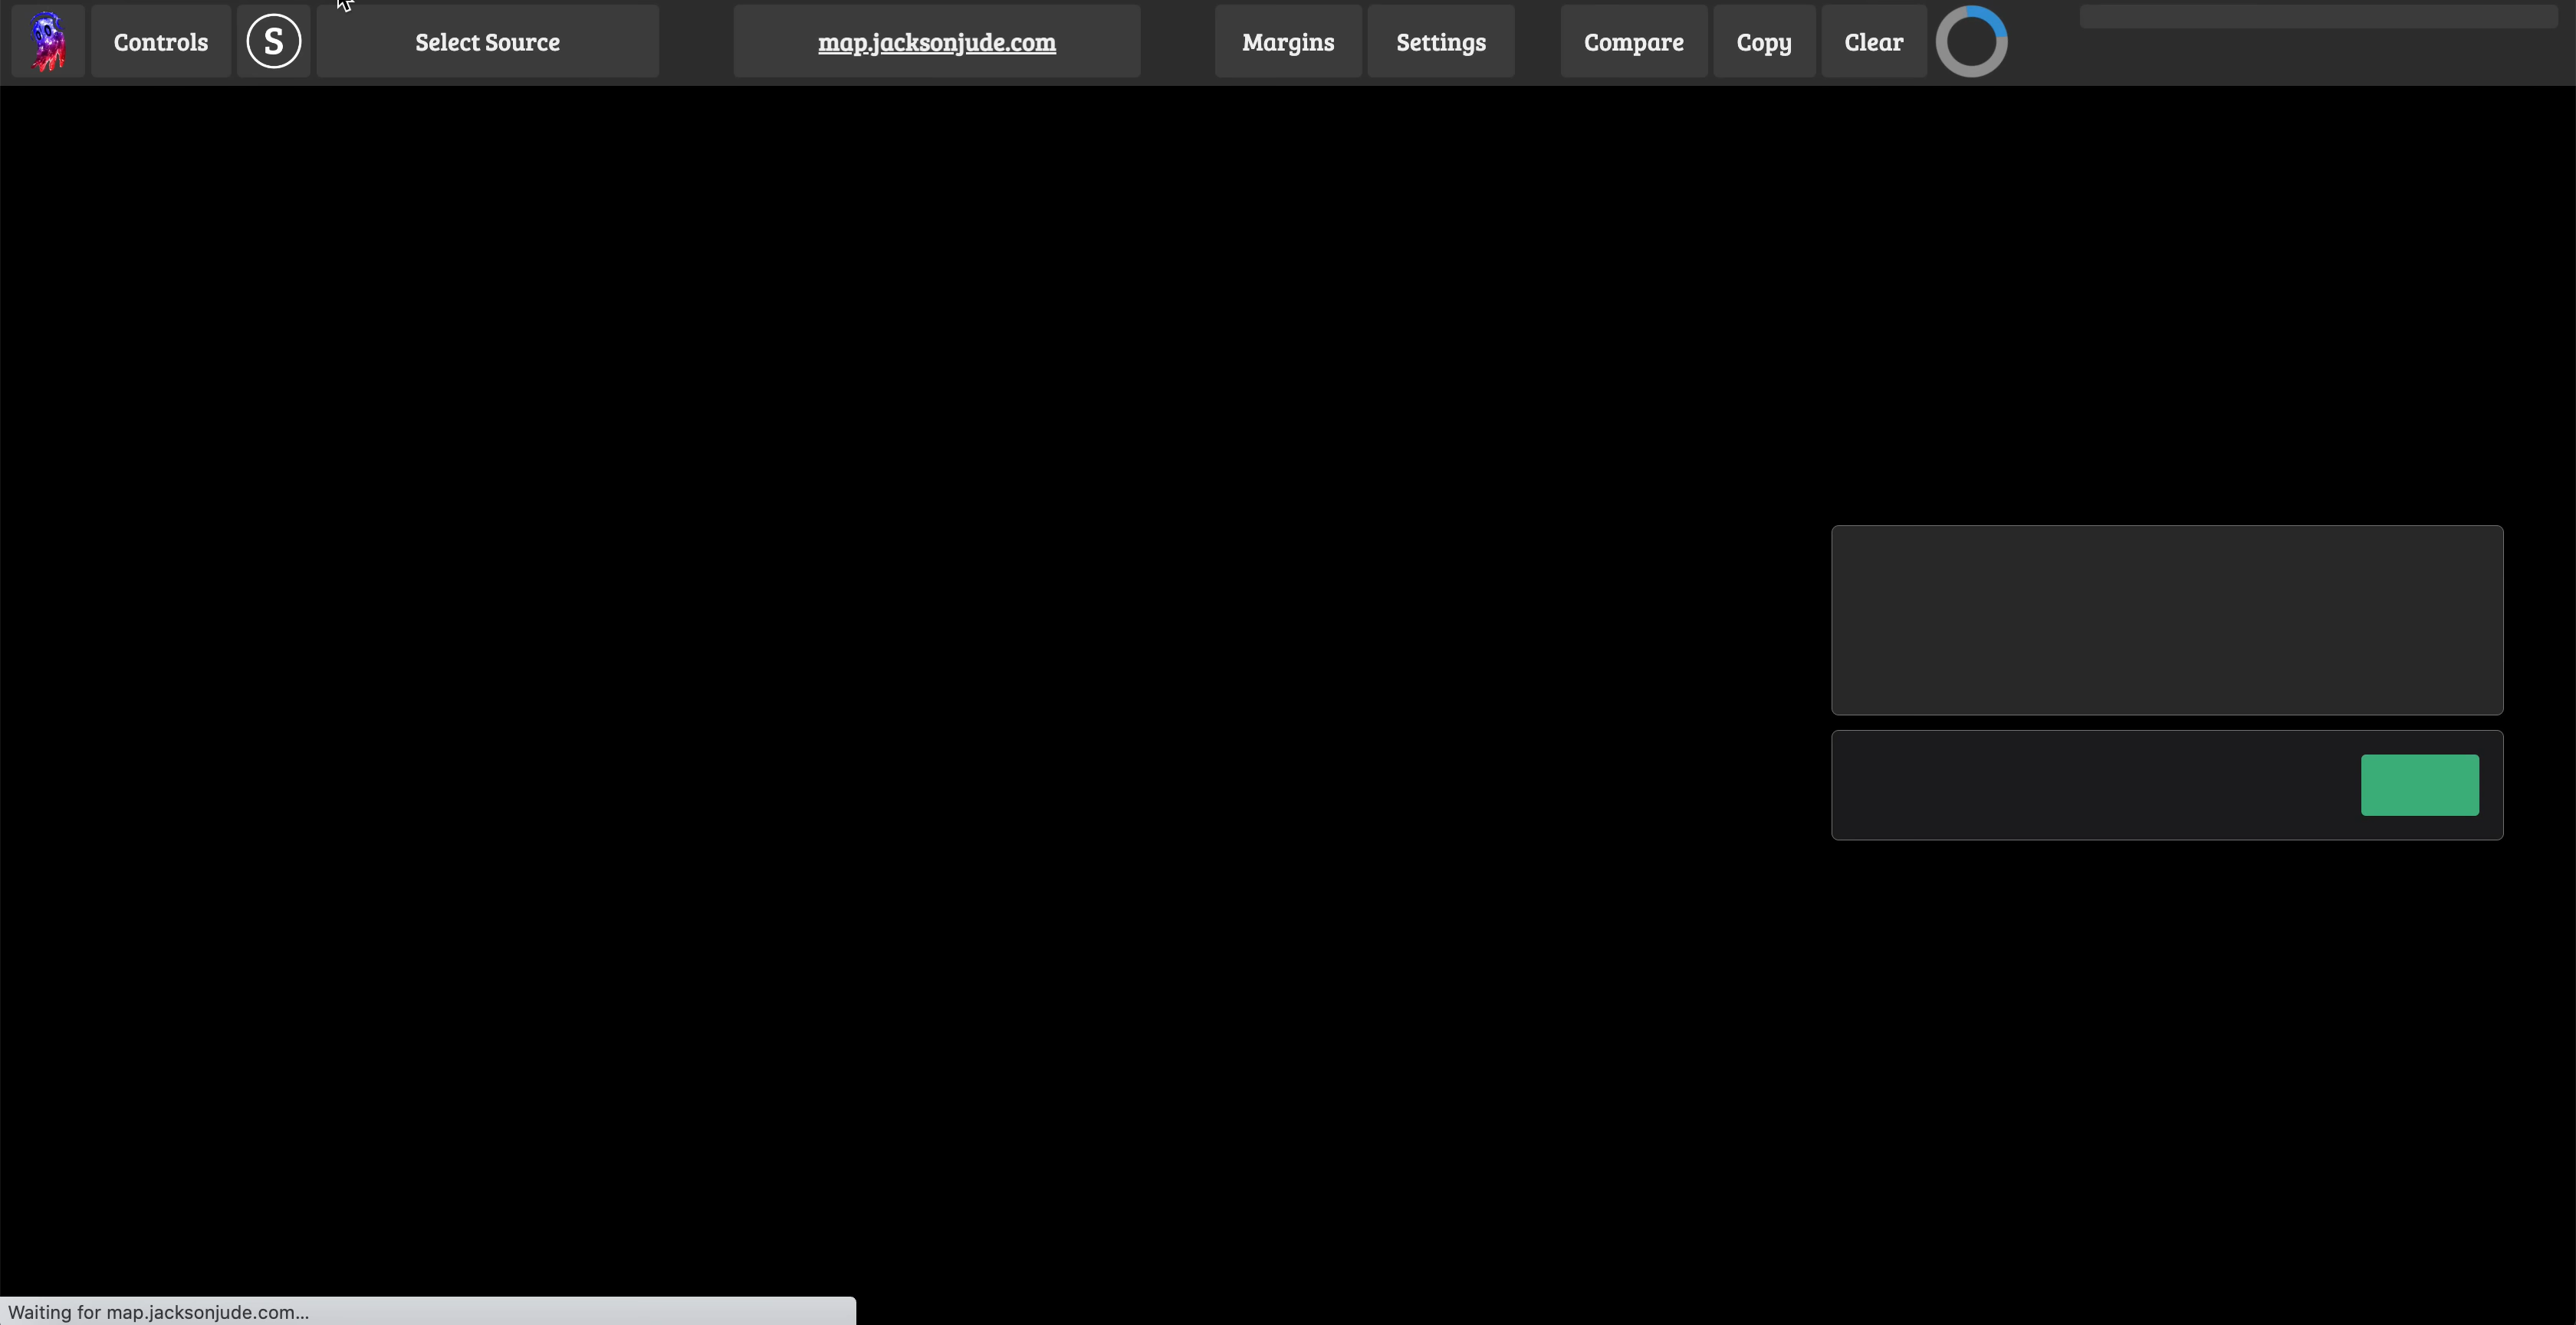 Controls
S
Select Source
map.jacksonjude.com
Margins
Settings
Compare
Copy
Clear
Waiting for map.jacksonjude.com...